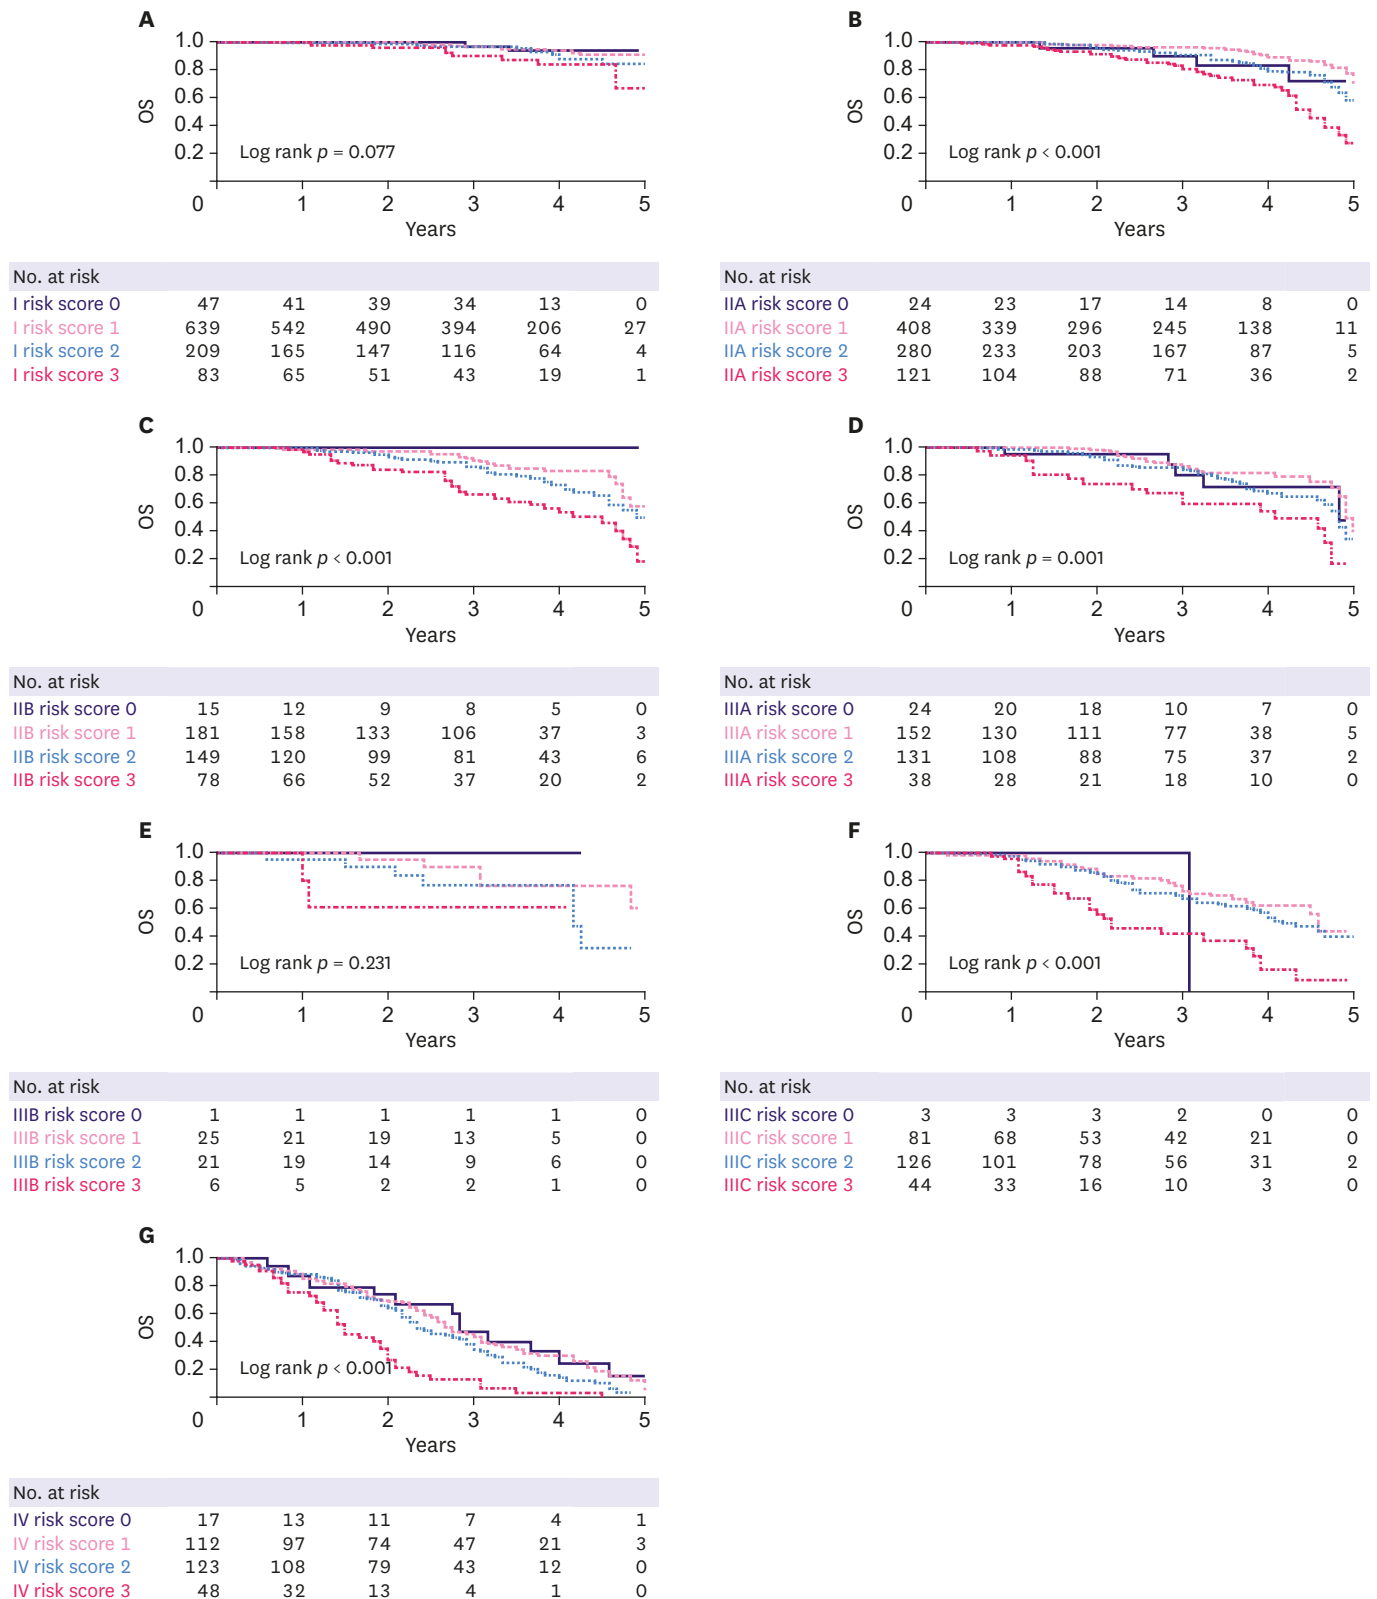 A
1.0
0.8
0.6
0.4
0.2
OS
Log rank p = 0.077
0 1 2 3 4 5
Years
No. at risk
I risk score 0 47 41 39 34 13 0
I risk score 1 639 542 490 394 206 27
I risk score 2 209 165 147 116 64 4
I risk score 3 83 65 51 43 19 1
B
1.0
0.8
0.6
0.4
0.2
OS
Log rank p < 0.001
0 1 2 3 4 5
Years
No. at risk
IIA risk score 0 24 23 17 14 8 0
IIA risk score 1 408 339 296 245 138 11
IIA risk score 2 280 233 203 167 87 5
IIA risk score 3 121 104 88 71 36 2
C
1.0
0.8
0.6
0.4
0.2
OS
Log rank p < 0.001
0 1 2 3 4 5
Years
No. at risk
IIB risk score 0 15 12 9 8 5 0
IIB risk score 1 181 158 133 106 37 3
IIB risk score 2 149 120 99 81 43 6
IIB risk score 3 78 66 52 37 20 2
D
1.0
0.8
0.6
0.4
0.2
OS
Log rank p = 0.001
0 1 2 3 4 5
Years
No. at risk
IIIA risk score 0 24 20 18 10 7 0
IIIA risk score 1 152 130 111 77 38 5
IIIA risk score 2 131 108 88 75 37 2
IIIA risk score 3 38 28 21 18 10 0
E
1.0
0.8
0.6
0.4
0.2
OS
Log rank p = 0.231
0 1 2 3 4 5
Years
No. at risk
IIIB risk score 0 1 1 1 1 1 0
IIIB risk score 1 25 21 19 13 5 0
IIIB risk score 2 21 19 14 9 6 0
IIIB risk score 3 6 5 2 2 1 0
F
1.0
0.8
0.6
0.4
0.2
OS
Log rank p < 0.001
0 1 2 3 4 5
Years
No. at risk
IIIC risk score 0 3 3 3 2 0 0
IIIC risk score 1 81 68 53 42 21 0
IIIC risk score 2 126 101 78 56 31 2
IIIC risk score 3 44 33 16 10 3 0
G
1.0
0.8
0.6
0.4
0.2
OS
Log rank p < 0.001
0 1 2 3 4 5
Years
No. at risk
IV risk score 0 17 13 11 7 4 1
IV risk score 1 112 97 74 47 21 3
IV risk score 2 123 108 79 43 12 0
IV risk score 3 48 32 13 4 1 0